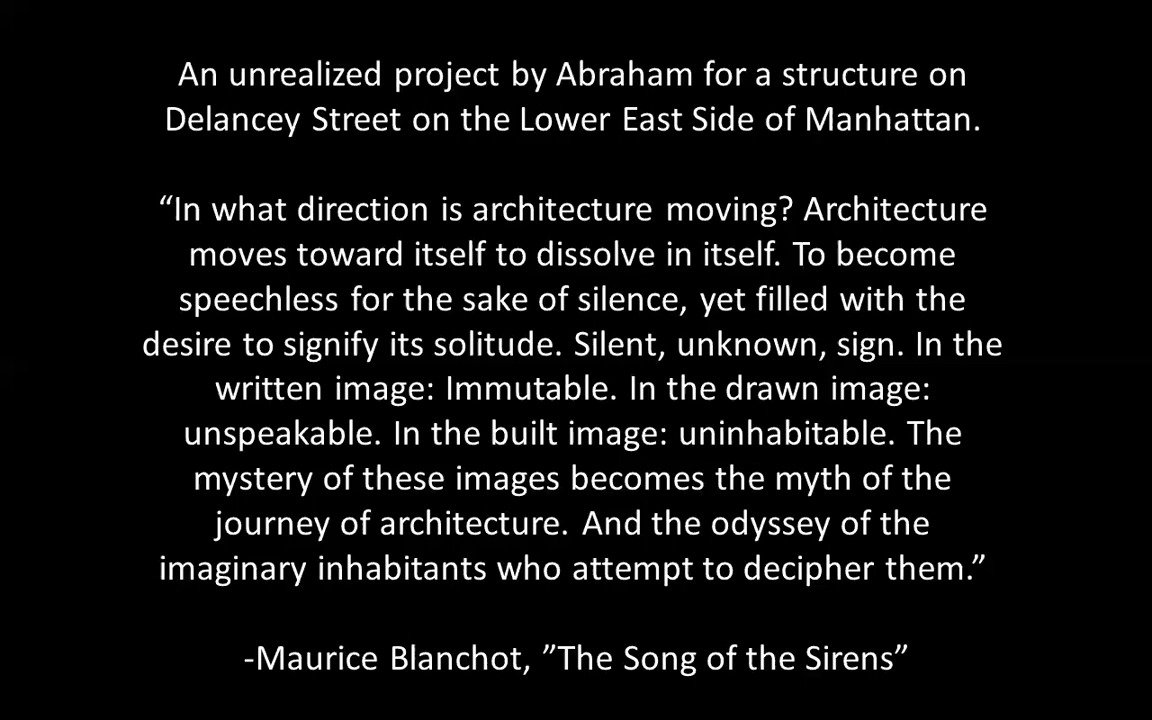 An unrealized project by Abraham for a structure on
Delancey Street on the Lower East Side of Manhattan.
“In what direction is architecture moving? Architecture
moves toward itself to dissolve in itself. To become
speechless for the sake of silence, yet filled with the
desire to signify its solitude. Silent, unknown, sign. In the
written image: Immutable. In the drawn image:
unspeakable. In the built image: uninhabitable. The
mystery of these images becomes the myth of the
journey of architecture. And the odyssey of the
imaginary inhabitants who attempt to decipher them.”
-Maurice Blanchot, ”The Song of the Sirens”